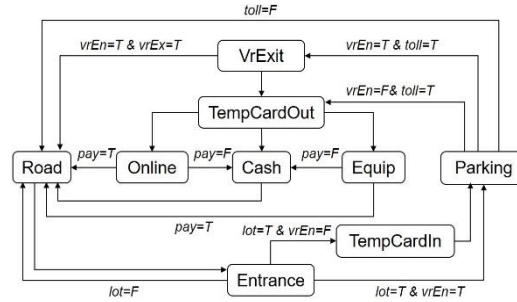 toll=F
vrEn=T & vrEx=T
VrExit
vrEn=T & toll=T
vrEn=F& toll=T
TempCardOut
pay=T
pay=F
pay=F
Road
Online
Cash
Equip
Parking
pay=T
lot=T & vrEn=F
TempCardIn
lot=F
Entrance
lot=T & vrEn=T